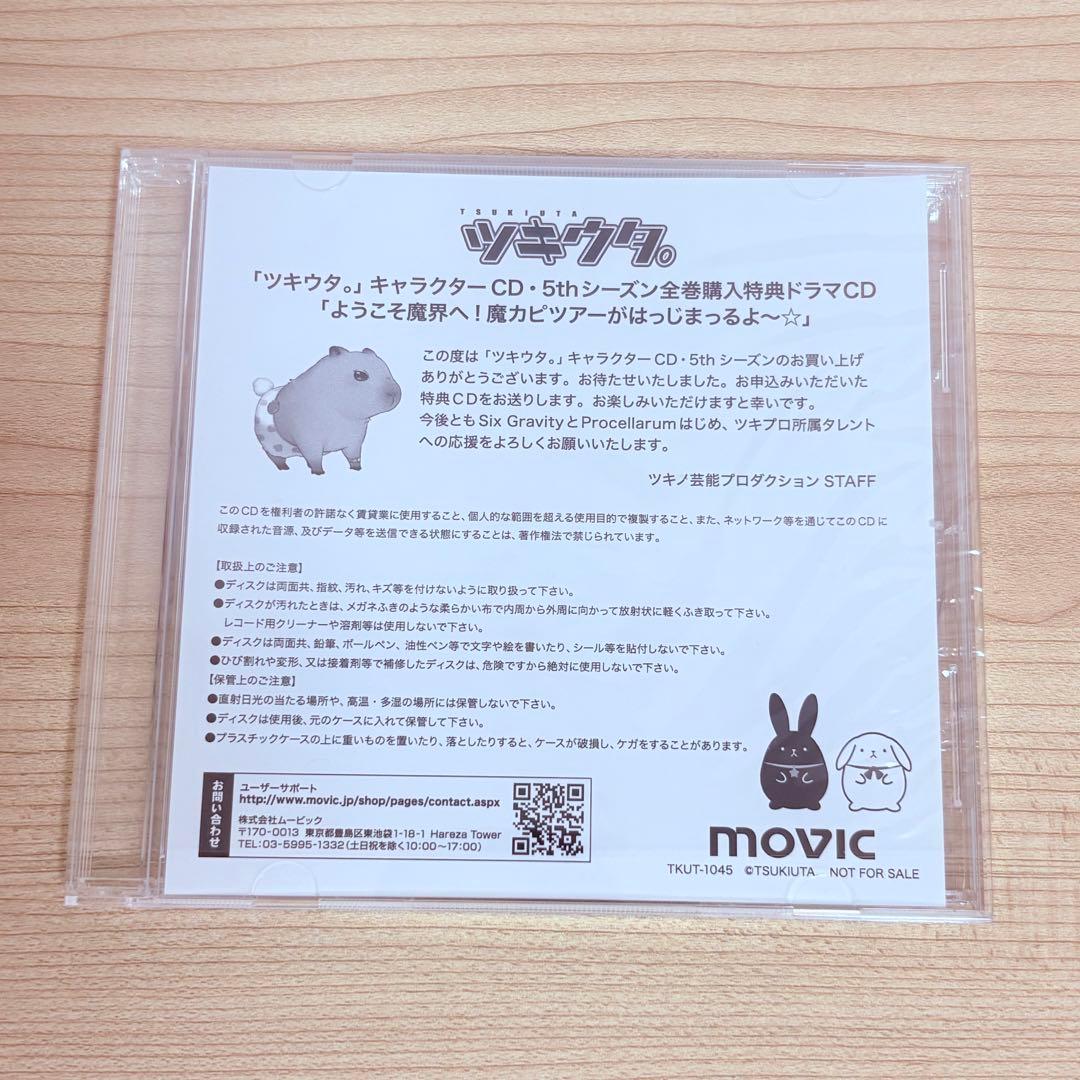 TSUKIUTA
ツキウタ。
「ツキウタ。」キャラクターCD・5thシーズン全巻購入特典ドラマCD
「ようこそ魔界へ！魔カピツアーがはっじまっるよ〜☆」
この度は「ツキウタ。」キャラクターCD・5thシーズンのお買い上げ
ありがとうございます。お待たせいたしました。お申込みいただいた
特典CDをお送りします。お楽しみいただけますと幸いです。
今後ともSix GravityとProcellarumはじめ、ツキプロ所属タレント
への応援をよろしくお願いいたします。
ツキノ芸能プロダクション STAFF
このCDを権利者の許諾なく賃貸業に使用すること、個人的な範囲を超える使用目的で複製すること、また、ネットワーク等を通じてこのCDに
収録された音源、及びデータ等を送信できる状態にすることは、著作権法で禁じられています。
【取扱上のご注意】
●ディスクは両面共、指紋、汚れ、キズ等を付けないように取り扱って下さい。
●ディスクが汚れたときは、メガネふきのような柔らかい布で内周から外周に向かって放射状に軽くふき取って下さい。
レコード用クリーナーや溶剤等は使用しないで下さい。
●ディスクは両面共、鉛筆、ボールペン、油性ペン等で文字や絵を書いたり、シール等を貼付しないで下さい。
●ひび割れや変形、又は接着剤等で補修したディスクは、危険ですから絶対に使用しないで下さい。
【保管上のご注意】
●直射日光の当たる場所や、高温・多湿の場所には保管しないで下さい。
●ディスクは使用後、元のケースに入れて保管して下さい。
●プラスチックケースの上に重いものを置いたり、落としたりすると、ケースが破損し、ケガをすることがあります。
お問い合わせ
ユーザーサポート
http://www.movic.jp/shop/pages/contact.aspx
株式会社ムービック
〒170-0013 東京都豊島区東池袋1-18-1 Hareza Tower
TEL:03-5995-1332(土日祝を除く10:00〜17:00)
movic
TKUT-1045 ©TSUKIUTA NOT FOR SALE